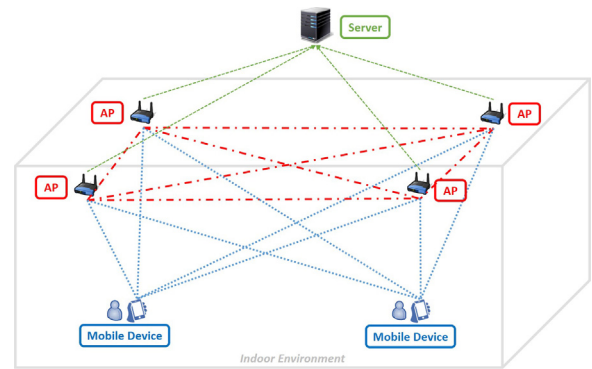 Server
AP
AP
AP
AP
Mobile Device
Mobile Device
Indoor Environment